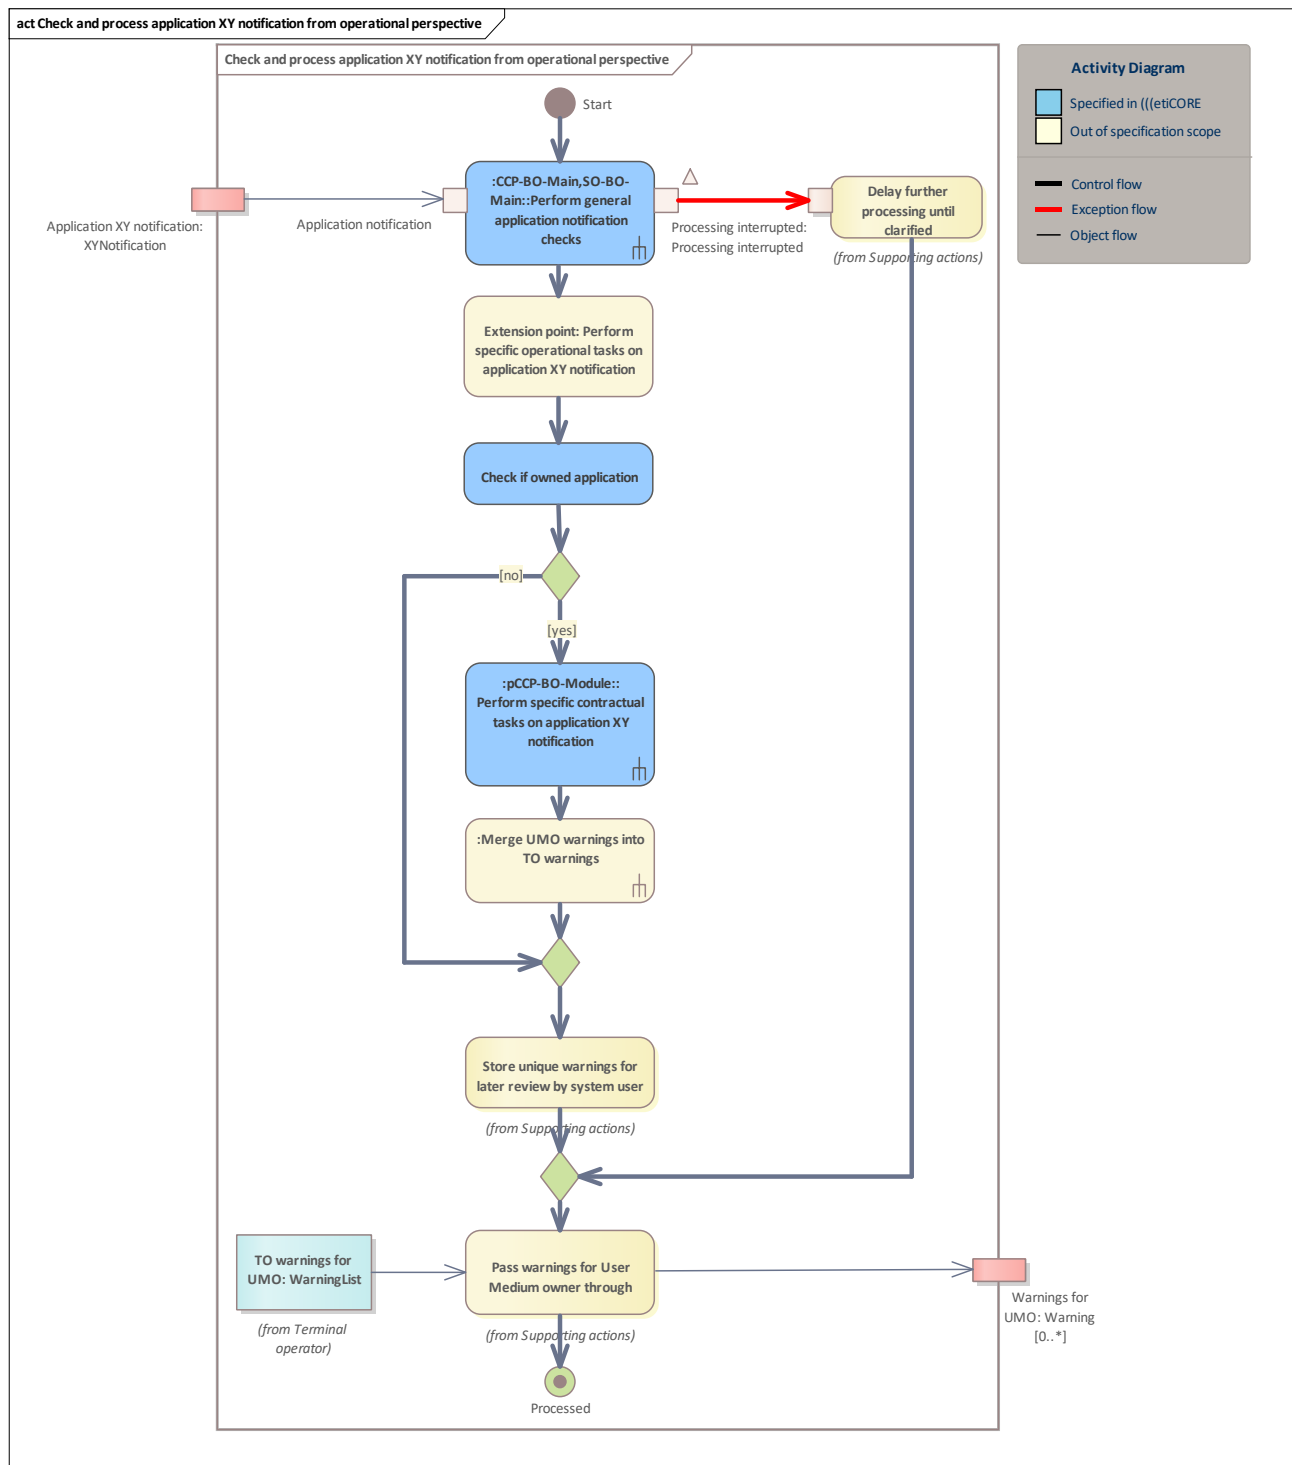 act Check and process application XY notification from operational perspective
Check and process application XY notification from operational perspective
Activity Diagram
Specified in (((etiCORE
Out of specification scope
Control flow
Exception flow
Object flow
Start
:CCP-BO-Main,SO-BO-
Main::Perform general
application notification
checks
Application XY notification:
XYNotification
Application notification
Processing interrupted:
Processing interrupted
Delay further
processing until
clarified
(from Supporting actions)
Extension point: Perform
specific operational tasks on
application XY notification
Check if owned application
[no]
[yes]
:pCCP-BO-Module::
Perform specific contractual
tasks on application XY
notification
:Merge UMO warnings into
TO warnings
Store unique warnings for
later review by system user
(from Supporting actions)
TO warnings for
UMO: WarningList
(from Terminal
operator)
Pass warnings for User
Medium owner through
(from Supporting actions)
Warnings for
UMO: Warning
[0..*]
Processed